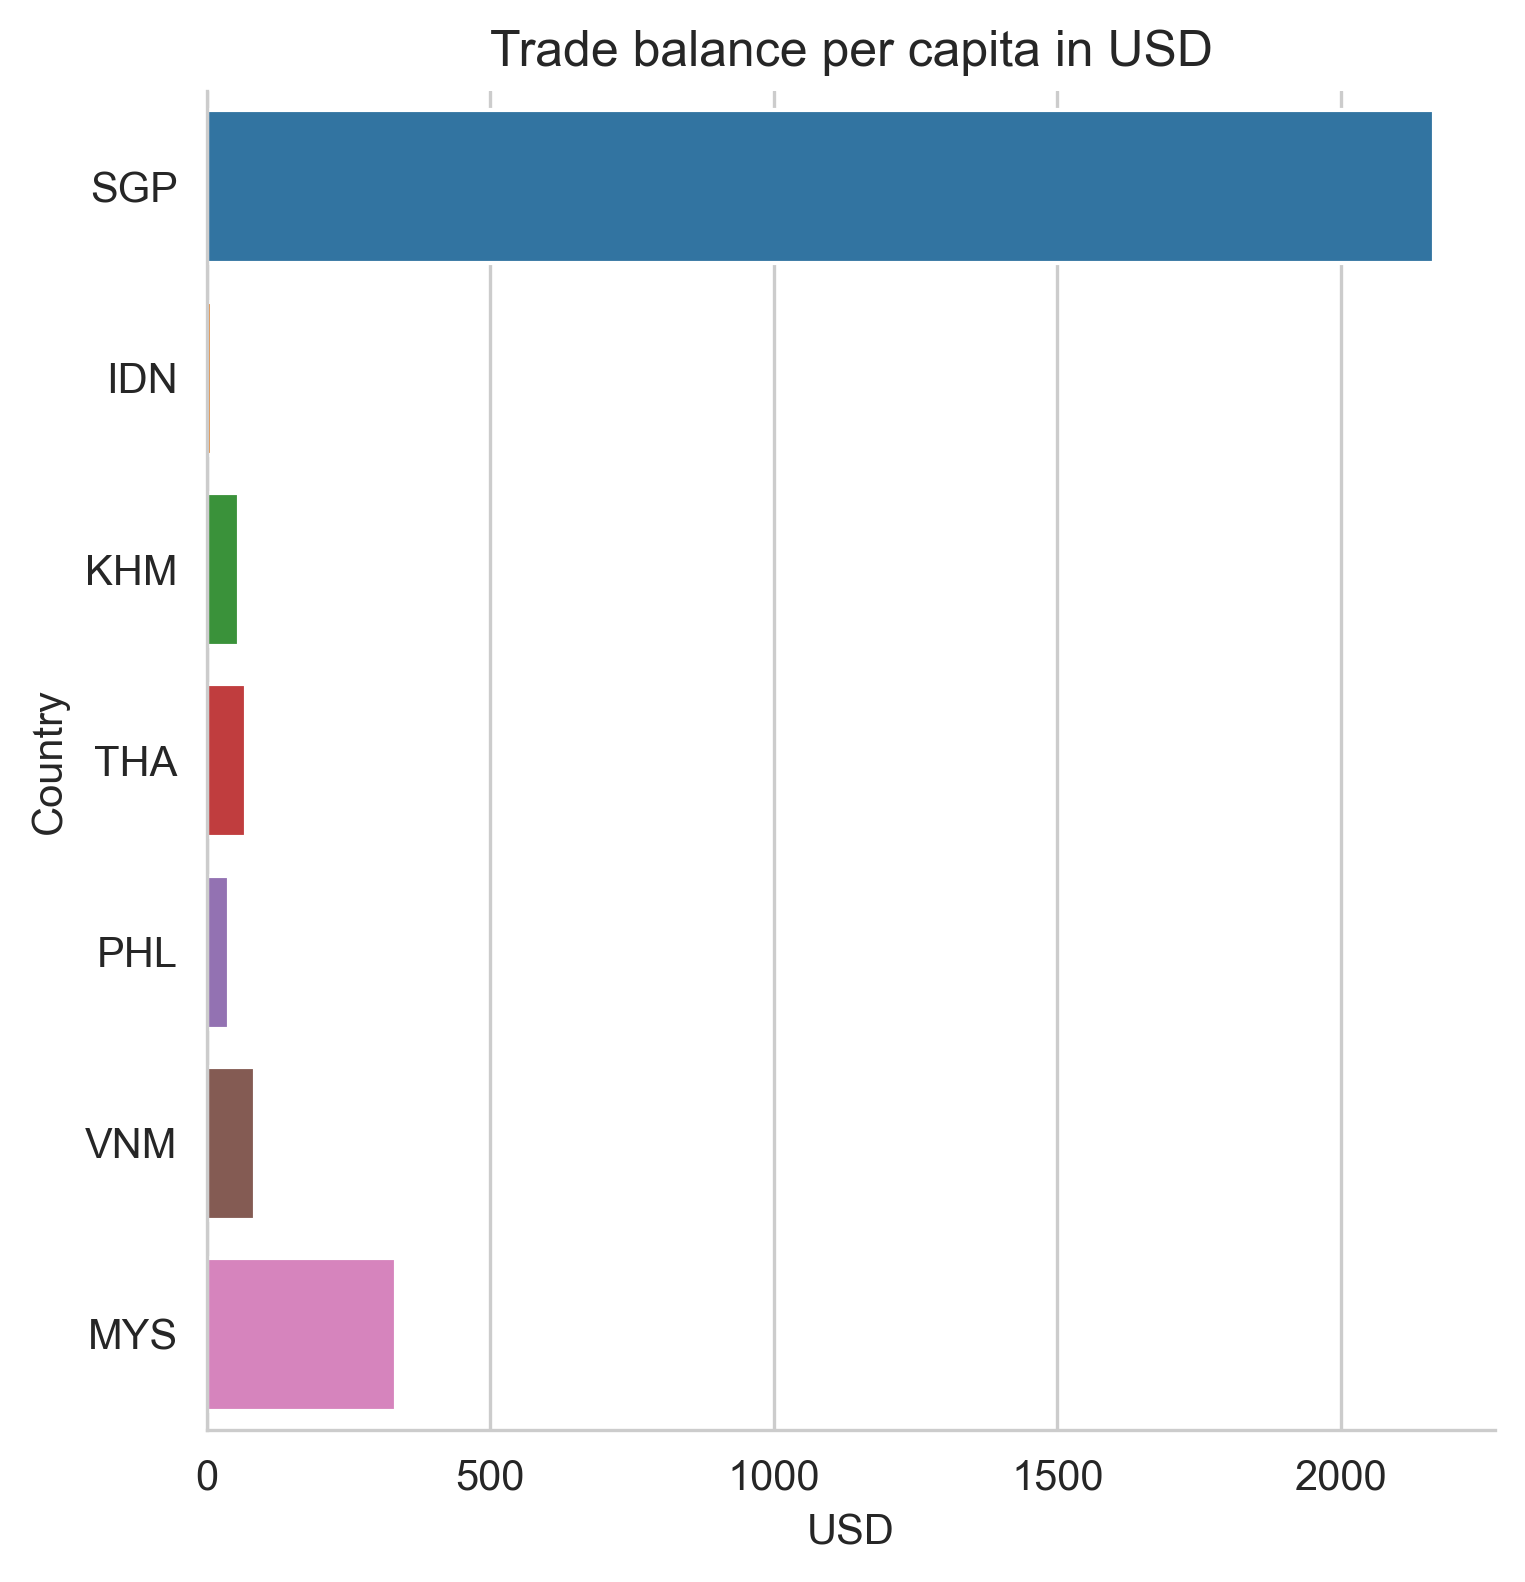 Trade balance per capita in USD
SGP
IDN
KHM
THA
PHL
VNM
MYS
Country
0 500 1000 1500 2000
USD